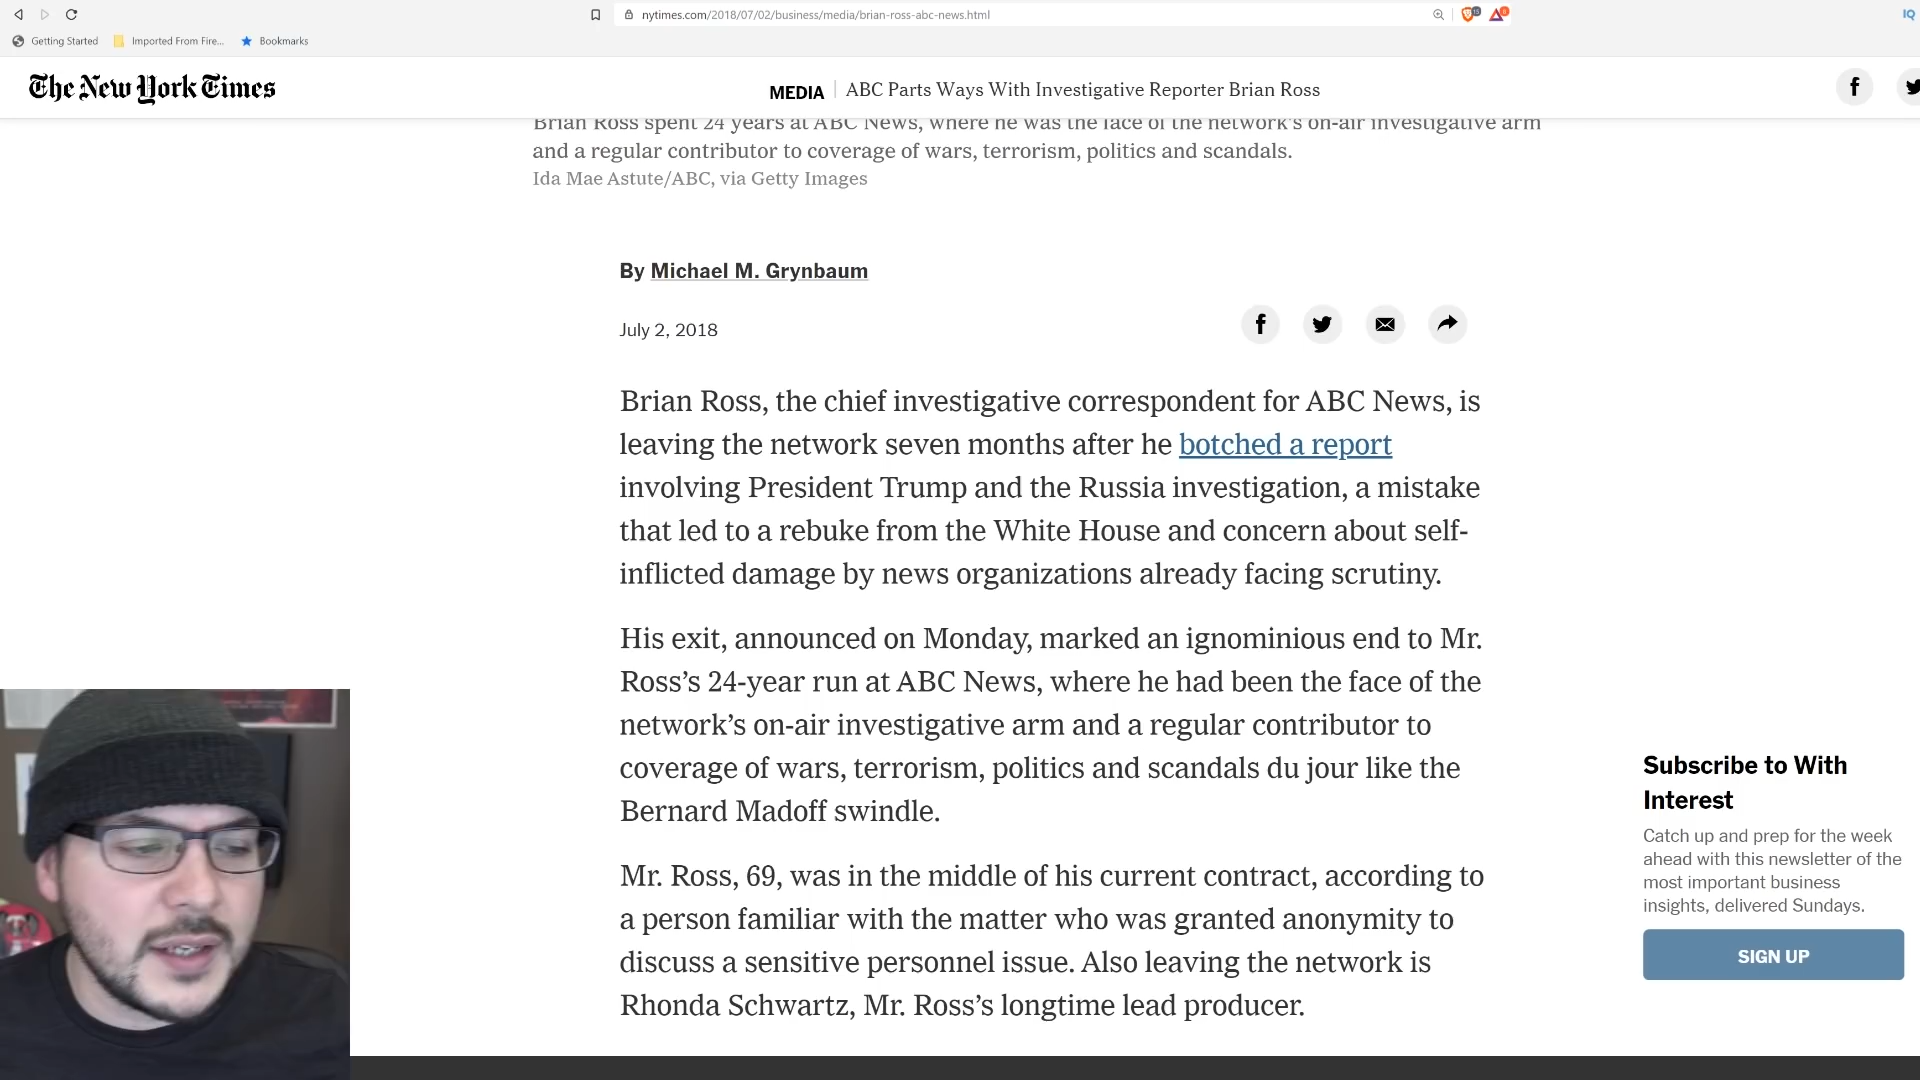 nytimes.com/2018/07/02/business/media/brian-ross-abc-news.html
Getting Started
Imported From Fire...
Bookmarks
The New York Times
MEDIA | ABC Parts Ways With Investigative Reporter Brian Ross
Brian Ross spent 24 years at ABC News, where he was the face of the network's on-air investigative arm
and a regular contributor to coverage of wars, terrorism, politics and scandals.
Ida Mae Astute/ABC, via Getty Images
By Michael M. Grynbaum
July 2, 2018
Brian Ross, the chief investigative correspondent for ABC News, is
leaving the network seven months after he botched a report
involving President Trump and the Russia investigation, a mistake
that led to a rebuke from the White House and concern about self-
inflicted damage by news organizations already facing scrutiny.
His exit, announced on Monday, marked an ignominious end to Mr.
Ross’s 24-year run at ABC News, where he had been the face of the
network’s on-air investigative arm and a regular contributor to
coverage of wars, terrorism, politics and scandals du jour like the
Bernard Madoff swindle.
Mr. Ross, 69, was in the middle of his current contract, according to
a person familiar with the matter who was granted anonymity to
discuss a sensitive personnel issue. Also leaving the network is
Rhonda Schwartz, Mr. Ross’s longtime lead producer.
Subscribe to With
Interest
Catch up and prep for the week
ahead with this newsletter of the
most important business
insights, delivered Sundays.
SIGN UP